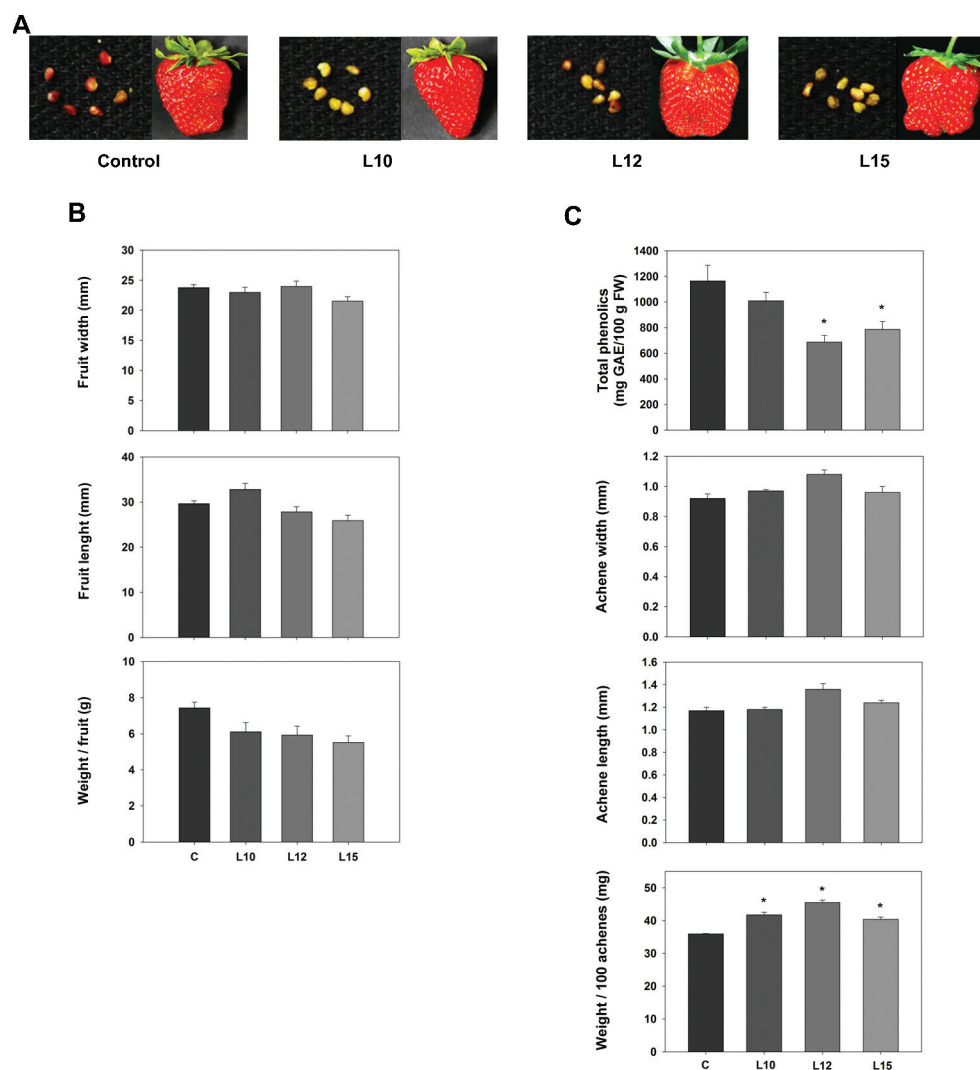 A
Control
L10
L12
L15
B
30
25
20
15
10
5
0
Fruit width (mm)
40
30
20
10
0
Fruit lenght (mm)
10
8
6
4
2
0
Weight / fruit (g)
C L10 L12 L15
C
1400
1200
1000
800
600
400
200
0
Total phenolics
(mg GAE/100 g FW)
* *
1.2
1.0
0.8
0.6
0.4
0.2
0.0
Achene width (mm)
1.6
1.4
1.2
1.0
0.8
0.6
0.4
0.2
0.0
Achene length (mm)
50
40
30
20
10
0
Weight / 100 achenes (mg)
* * *
C L10 L12 L15